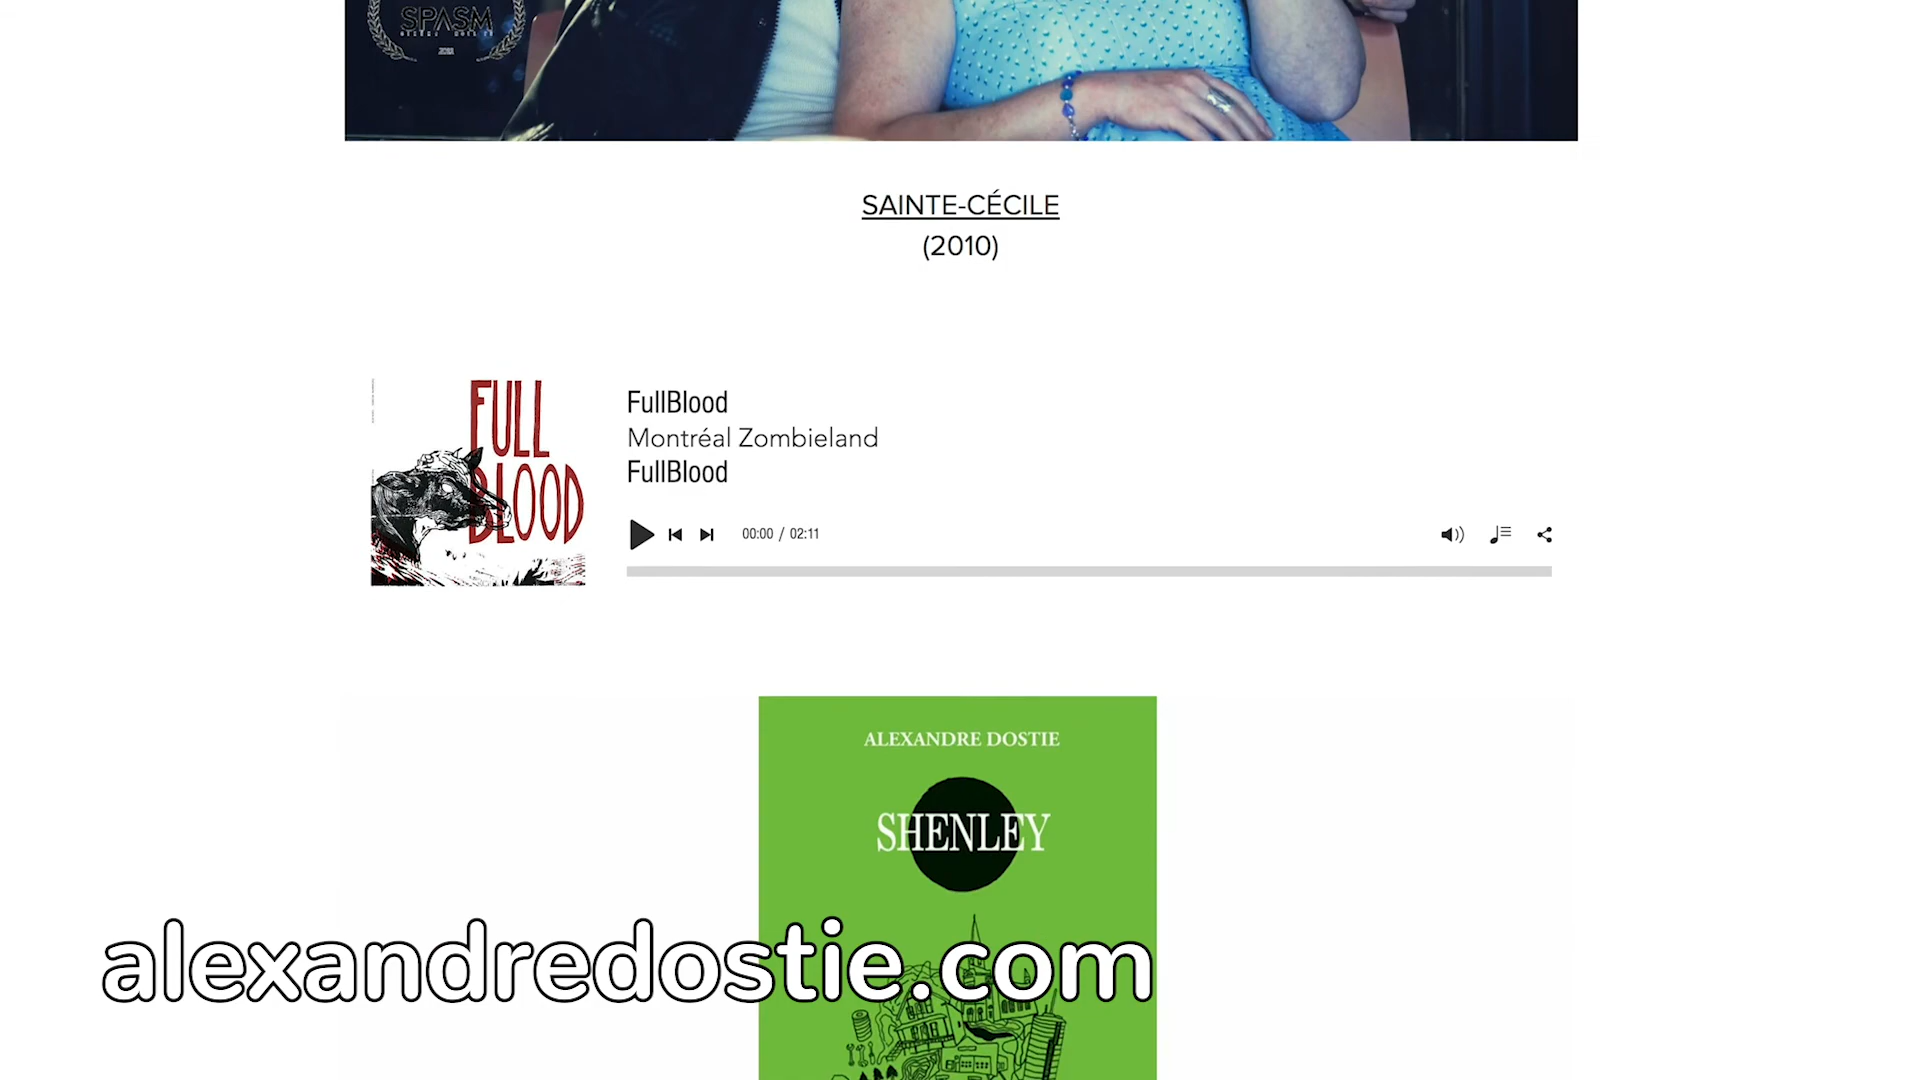 SPASM
SAINTE-CÉCILE
(2010)
FULL
BLOOD
FullBlood
Montréal Zombieland
FullBlood
00:00 / 02:11
ALEXANDRE DOSTIE
SHENLEY
alexandredostie.com